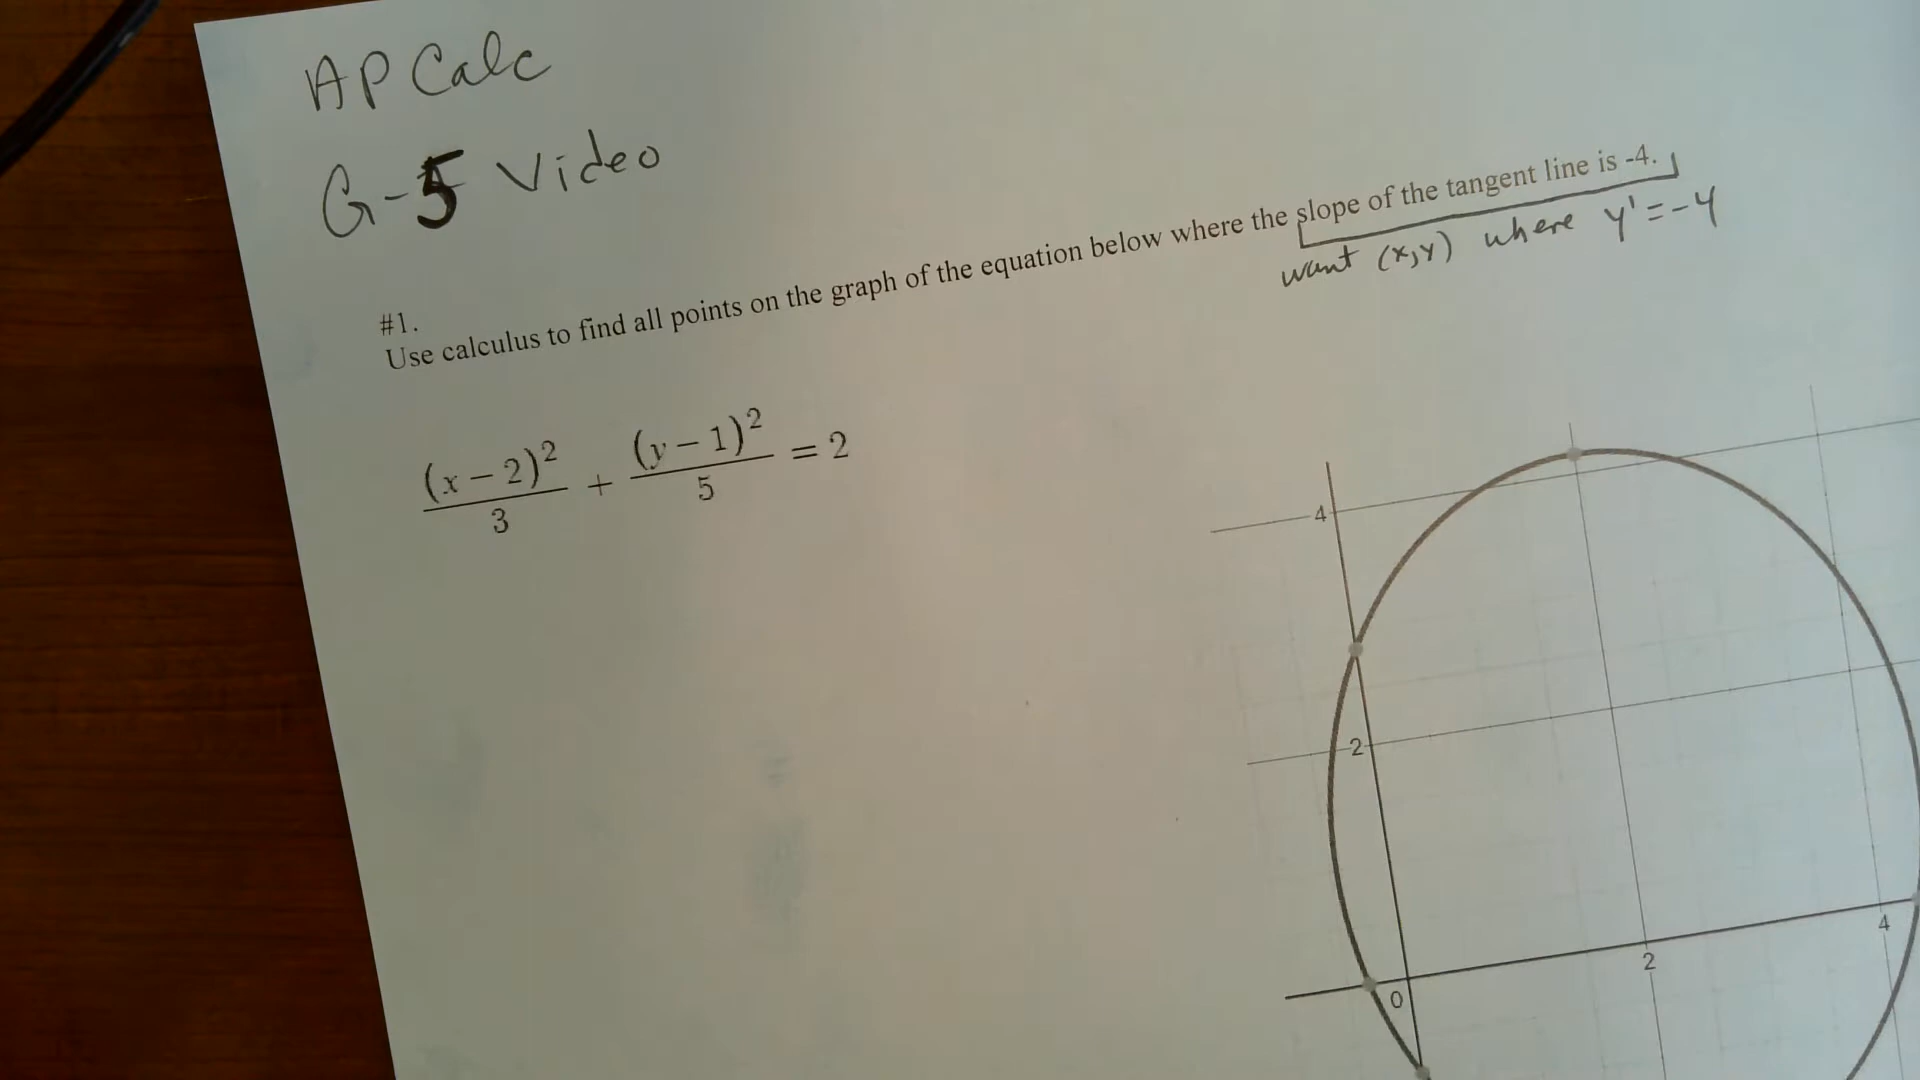 AP Calc
G-5 Video
#1.
Use calculus to find all points on the graph of the equation below where the slope of the tangent line is -4.
want (x,y) where y'=-4
(x − 2)²/3 + (y − 1)²/5 = 2
4
2
0
2
4